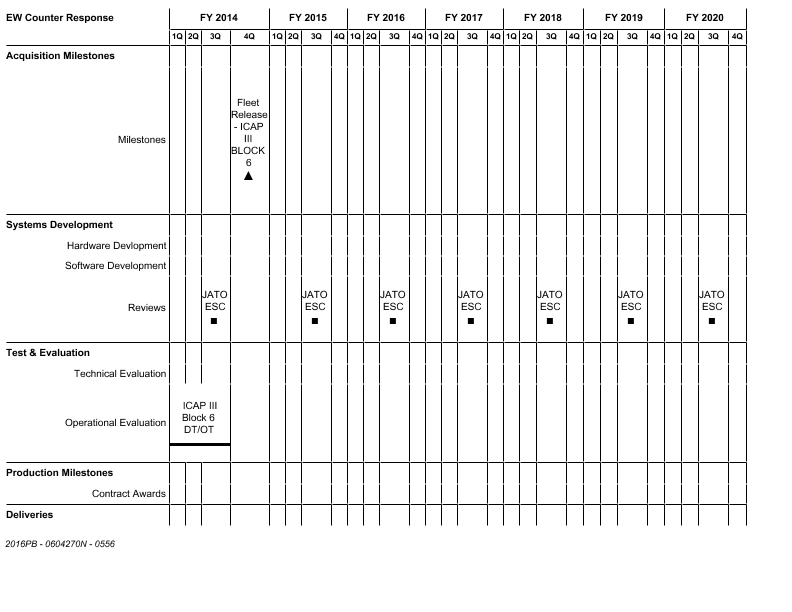 EW Counter Response FY 2014 FY 2015 FY 2016 FY 2017 FY 2018 FY 2019 FY 2020
1Q 2Q 3Q 4Q 1Q 2Q 3Q 4Q 1Q 2Q 3Q 4Q 1Q 2Q 3Q 4Q 1Q 2Q 3Q 4Q 1Q 2Q 3Q 4Q 1Q 2Q 3Q 4Q
Acquisition Milestones
Milestones
Fleet
Release
- ICAP
III
BLOCK
6
Systems Development
Hardware Devlopment
Software Development
Reviews
JATO JATO JATO JATO JATO JATO JATO
ESC ESC ESC ESC ESC ESC ESC
Test & Evaluation
Technical Evaluation
Operational Evaluation
ICAP III
Block 6
DT/OT
Production Milestones
Contract Awards
Deliveries
2016PB - 0604270N - 0556